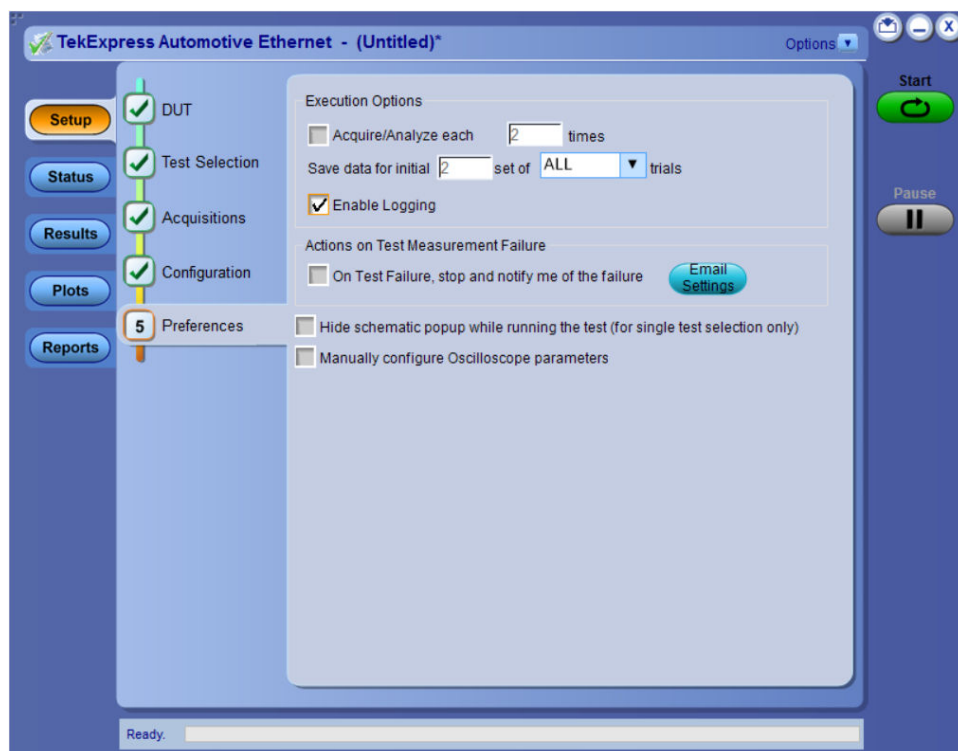 TekExpress Automotive Ethernet - (Untitled)*
Options
Start
Pause
Setup
Status
Results
Plots
Reports
DUT
Test Selection
Acquisitions
Configuration
5 Preferences
Execution Options
Acquire/Analyze each 2 times
Save data for initial 2 set of ALL trials
Enable Logging
Actions on Test Measurement Failure
On Test Failure, stop and notify me of the failure
Email
Settings
Hide schematic popup while running the test (for single test selection only)
Manually configure Oscilloscope parameters
Ready.